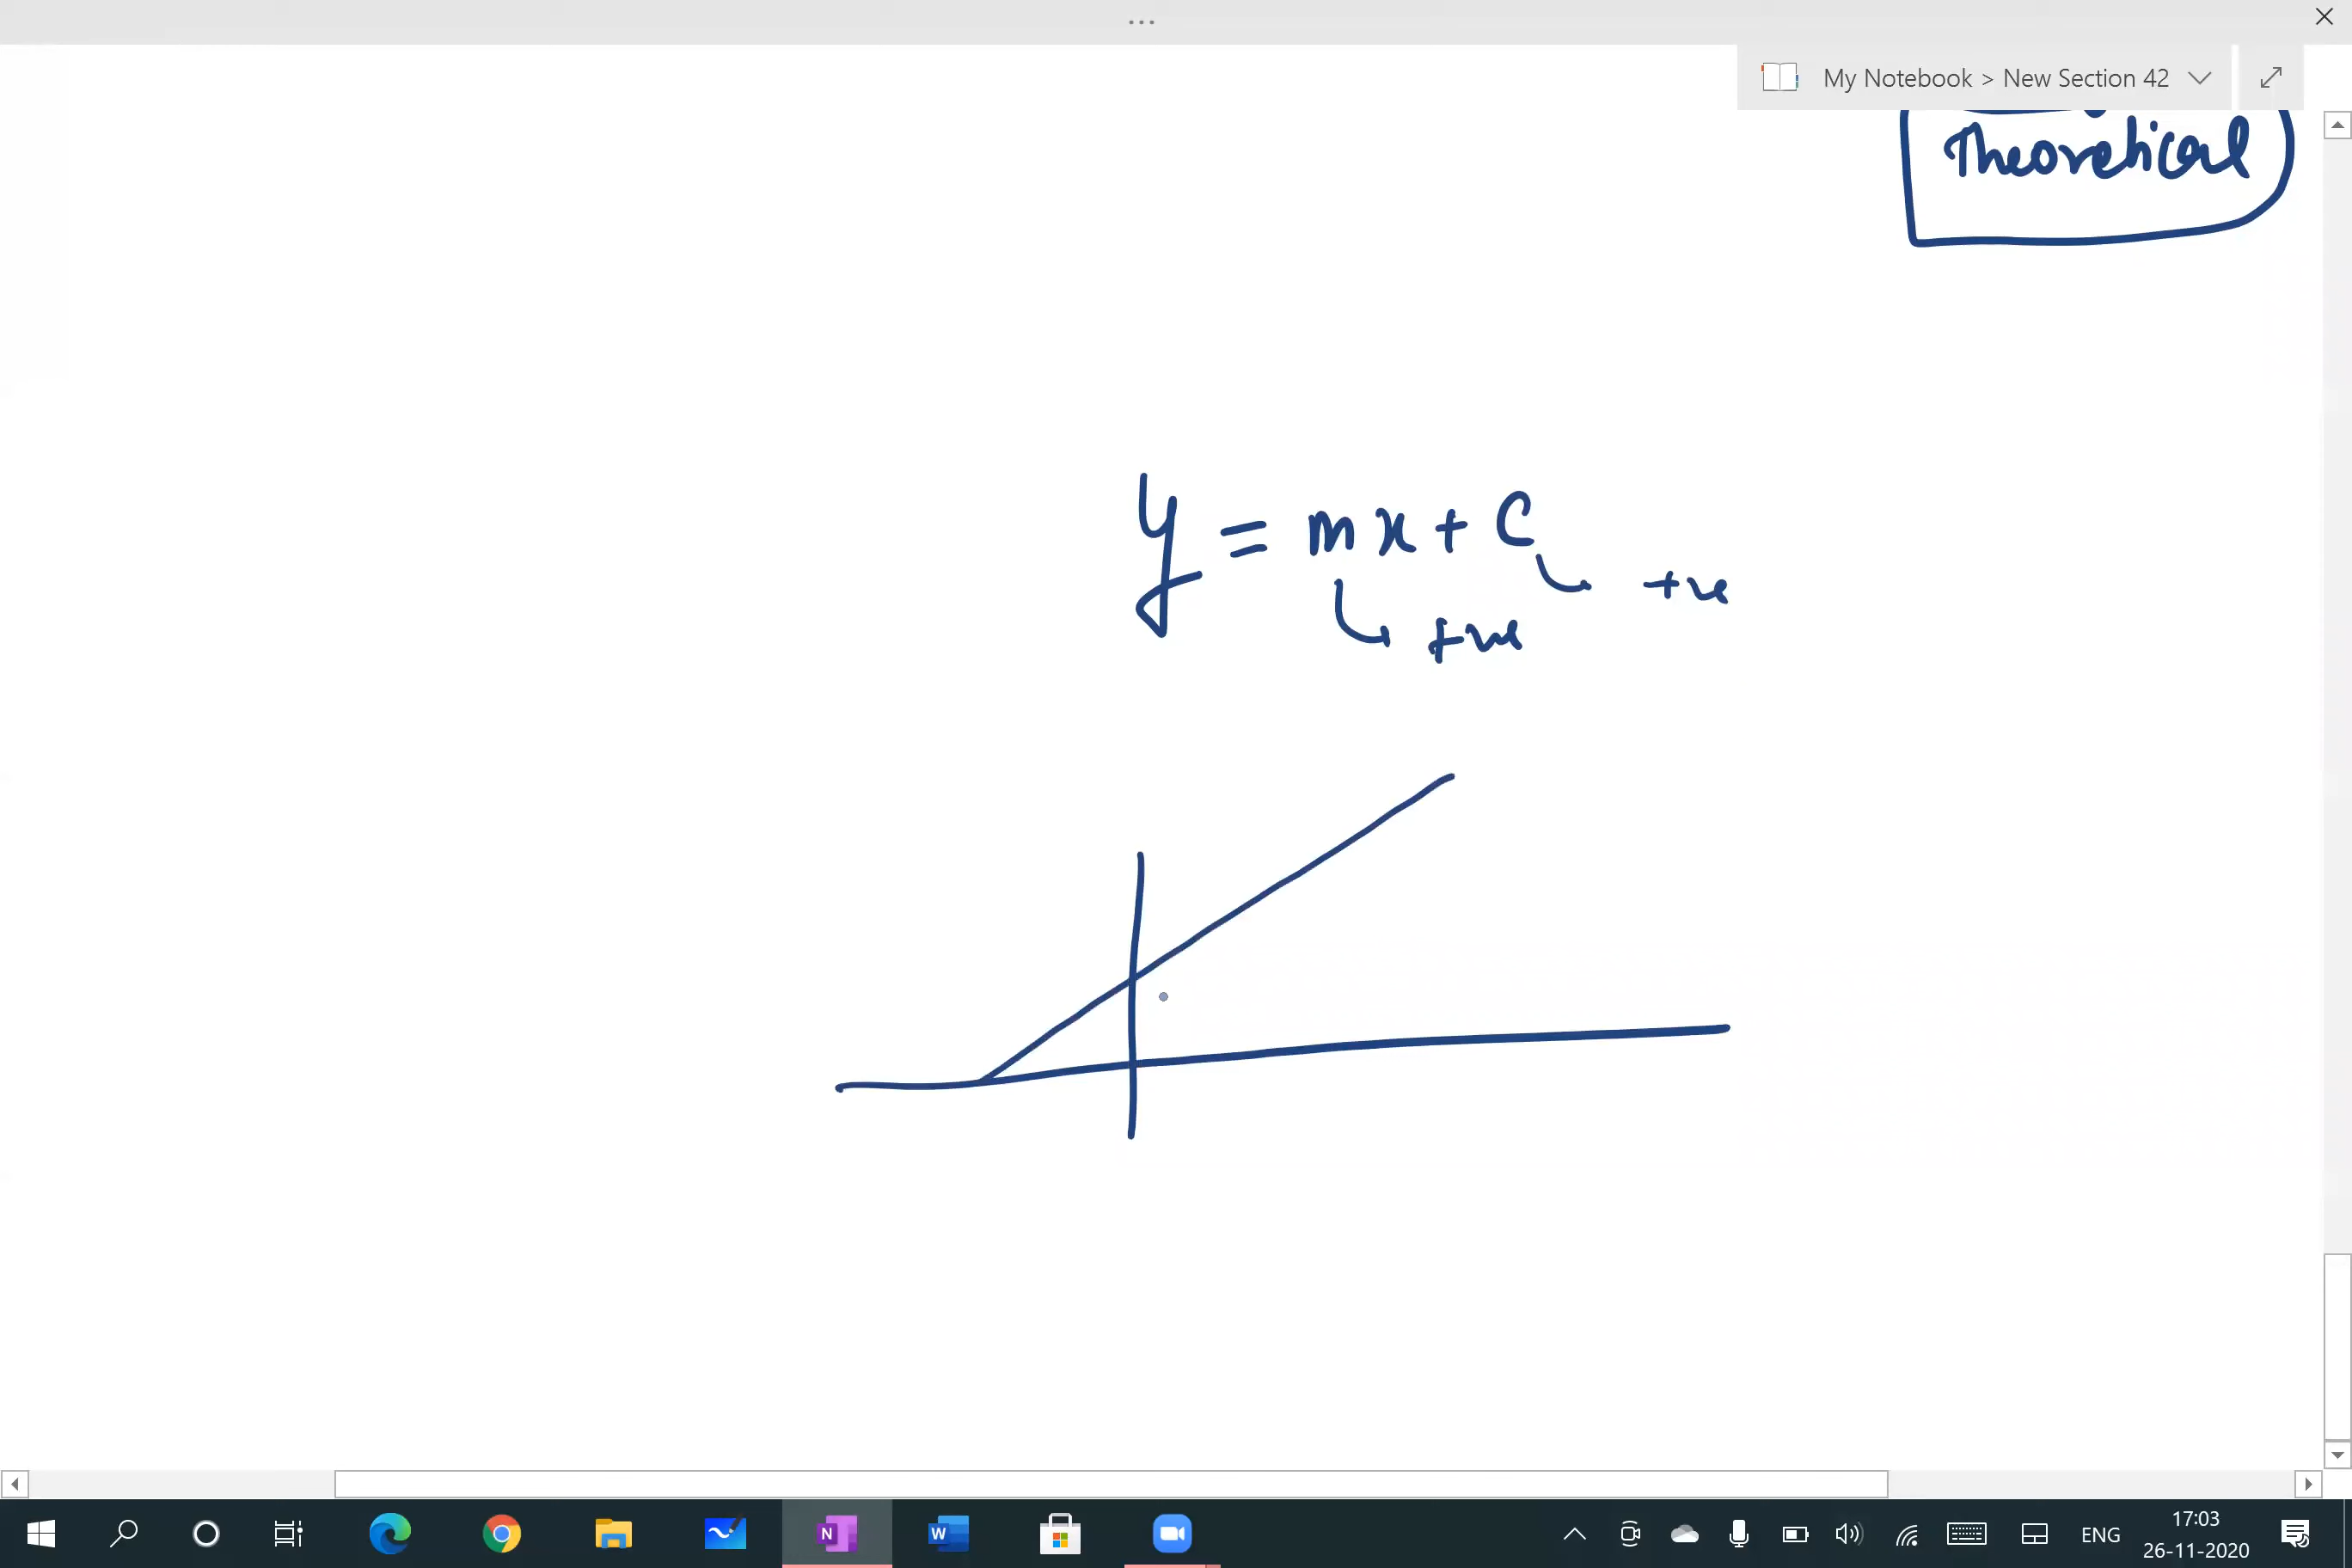 My Notebook > New Section 42
Theoretical
y = mx + C
+ve
+ve
N
W
ENG
17:03
26-11-2020